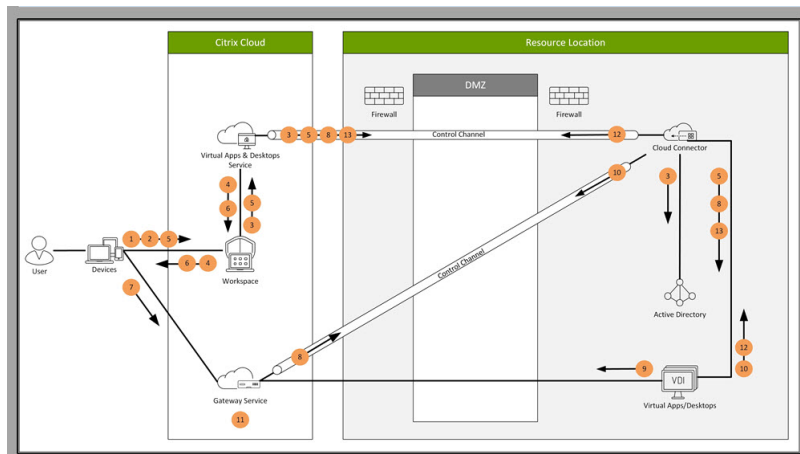 Citrix Cloud
Resource Location
DMZ
Firewall
Firewall
3 5 8 13
Control Channel
12
Virtual Apps & Desktops
Service
Cloud Connector
4
6
5
3
10
3
5
8
13
1 2 5
User
Devices
6 4
Workspace
Control Channel
7
Active Directory
8
12
10
9
VDI
Gateway Service
Virtual Apps/Desktops
11